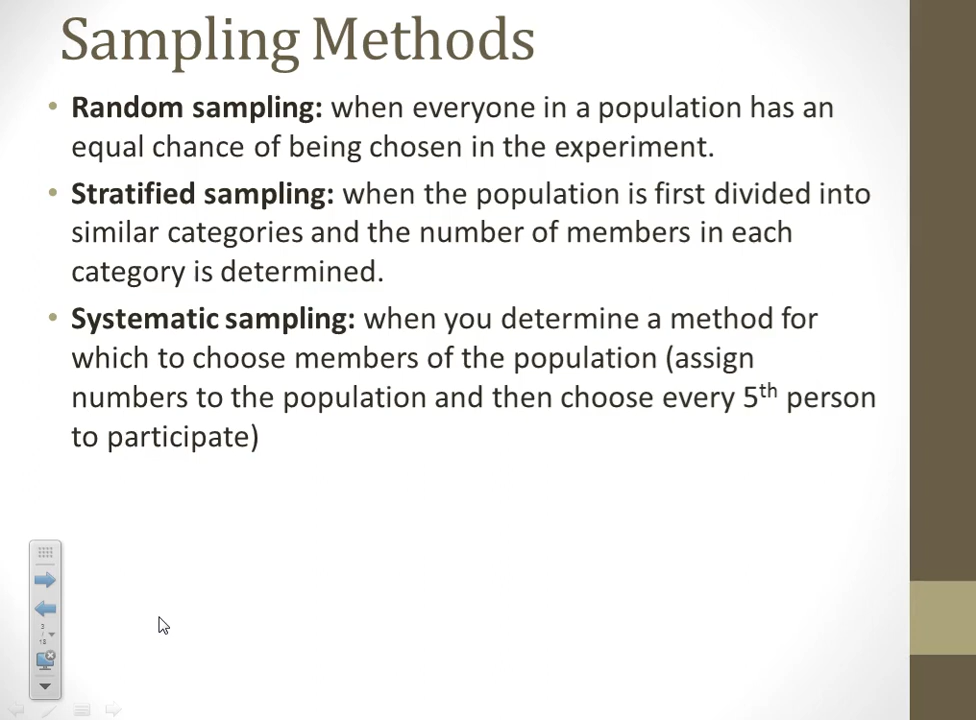 Sampling Methods
• Random sampling: when everyone in a population has an
equal chance of being chosen in the experiment.
• Stratified sampling: when the population is first divided into
similar categories and the number of members in each
category is determined.
• Systematic sampling: when you determine a method for
which to choose members of the population (assign
numbers to the population and then choose every 5th person
to participate)
3
/